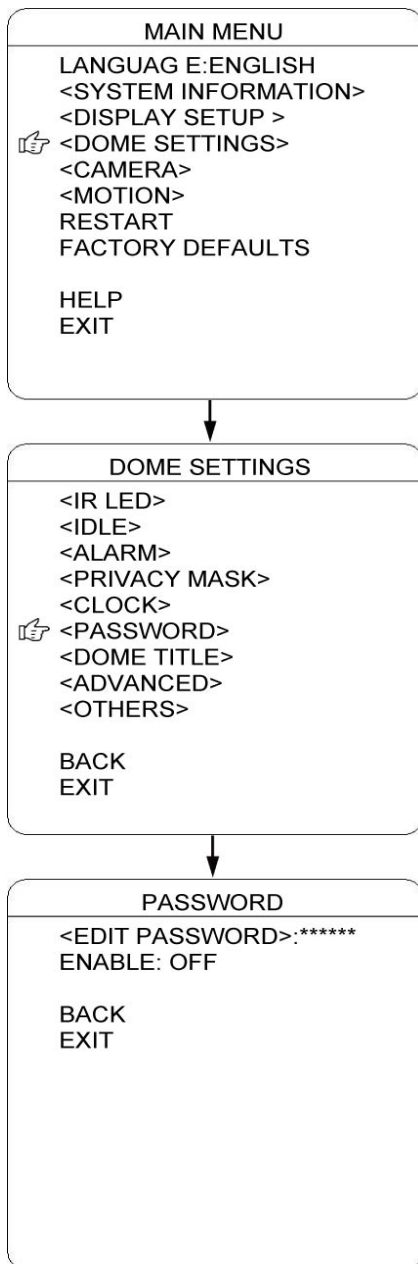 MAIN MENU
LANGUAG E:ENGLISH
<SYSTEM INFORMATION>
<DISPLAY SETUP >
<DOME SETTINGS>
<CAMERA>
<MOTION>
RESTART
FACTORY DEFAULTS
HELP
EXIT
DOME SETTINGS
<IR LED>
<IDLE>
<ALARM>
<PRIVACY MASK>
<CLOCK>
<PASSWORD>
<DOME TITLE>
<ADVANCED>
<OTHERS>
BACK
EXIT
PASSWORD
<EDIT PASSWORD>:******
ENABLE: OFF
BACK
EXIT